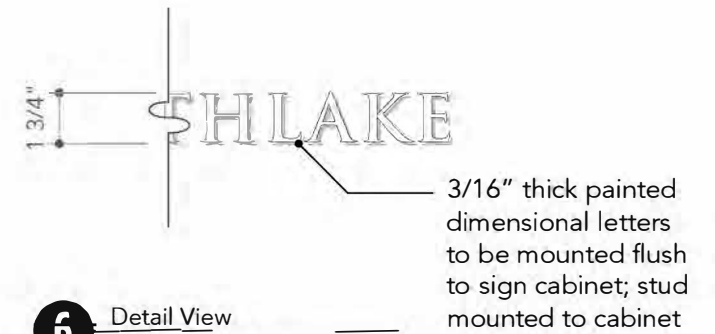 1 3/4"
THLAKE
3/16" thick painted
dimensional letters
to be mounted flush
to sign cabinet; stud
mounted to cabinet
6 Detail View